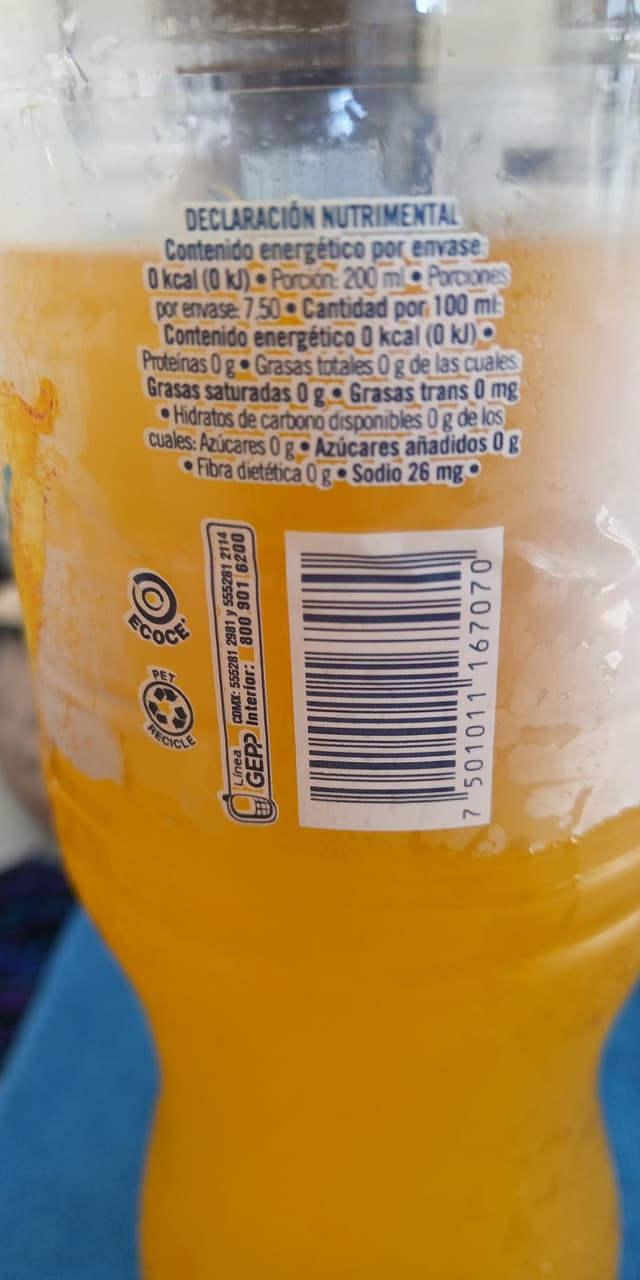 DECLARACIÓN NUTRIMENTAL
Contenido energético por envase:
0 kcal (0 kJ) • Porción: 200 ml • Porciones
por envase: 7.50 • Cantidad por 100 ml:
Contenido energético 0 kcal (0 kJ) •
Proteínas 0 g • Grasas totales 0 g de las cuales:
Grasas saturadas 0 g • Grasas trans 0 mg
• Hidratos de carbono disponibles 0 g de los
cuales: Azúcares 0 g • Azúcares añadidos 0 g
• Fibra dietética 0 g • Sodio 26 mg •
ECOCE
PET
RECICLE
Línea
GEPP
CDMX: 555281 2981 y 555281 2114
Interior: 800 901 6200
7 501011 167070